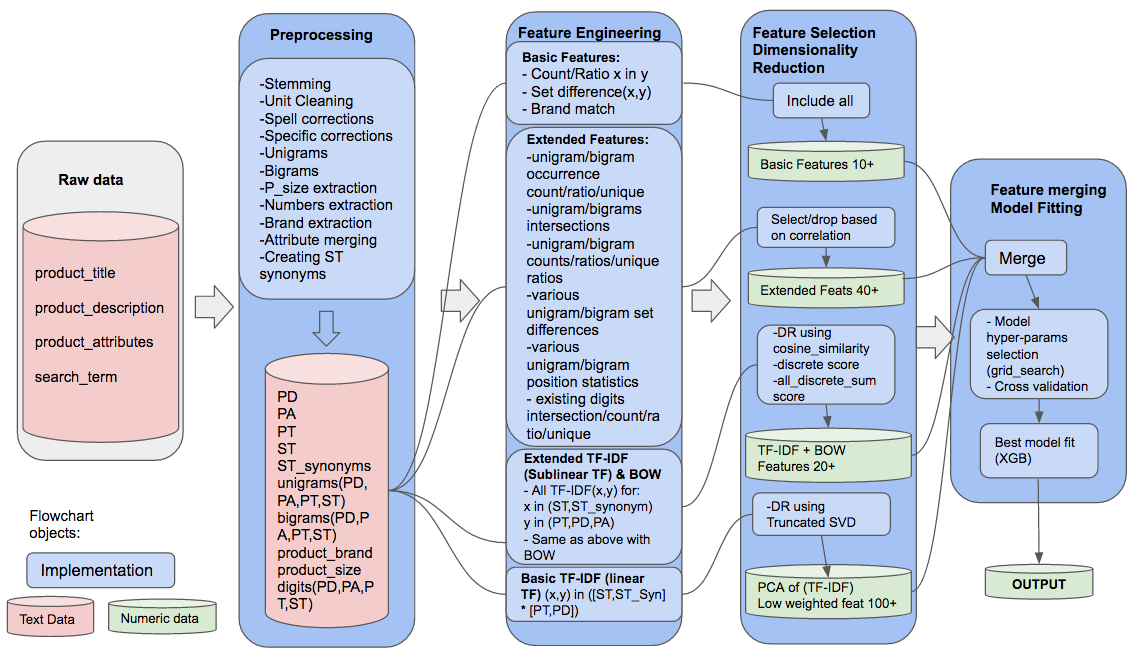 Raw data
product_title
product_description
product_attributes
search_term
Flowchart
objects:
Implementation
Text Data
Numeric data
Preprocessing
-Stemming
-Unit Cleaning
-Spell corrections
-Specific corrections
-Unigrams
-Bigrams
-P_size extraction
-Numbers extraction
-Brand extraction
-Attribute merging
-Creating ST
synonyms
PD
PA
PT
ST
ST_synonyms
unigrams(PD,
PA,PT,ST)
bigrams(PD,P
A,PT,ST)
product_brand
product_size
digits(PD,PA,P
T,ST)
Feature Engineering
Basic Features:
- Count/Ratio x in y
- Set difference(x,y)
- Brand match
Extended Features:
-unigram/bigram
occurrence
count/ratio/unique
-unigram/bigrams
intersections
-unigram/bigram
counts/ratios/unique
ratios
-various
unigram/bigram set
differences
-various
unigram/bigram
position statistics
- existing digits
intersection/count/ra
tio/unique
Extended TF-IDF
(Sublinear TF) & BOW
- All TF-IDF(x,y) for:
x in (ST,ST_synonym)
y in (PT,PD,PA)
- Same as above with
BOW
Basic TF-IDF (linear
TF) (x,y) in ([ST,ST_Syn]
* [PT,PD])
Feature Selection
Dimensionality
Reduction
Include all
Basic Features 10+
Select/drop based
on correlation
Extended Feats 40+
-DR using
cosine_similarity
-discrete score
-all_discrete_sum
score
TF-IDF + BOW
Features 20+
-DR using
Truncated SVD
PCA of (TF-IDF)
Low weighted feat 100+
Feature merging
Model Fitting
Merge
- Model
hyper-params
selection
(grid_search)
- Cross validation
Best model fit
(XGB)
OUTPUT